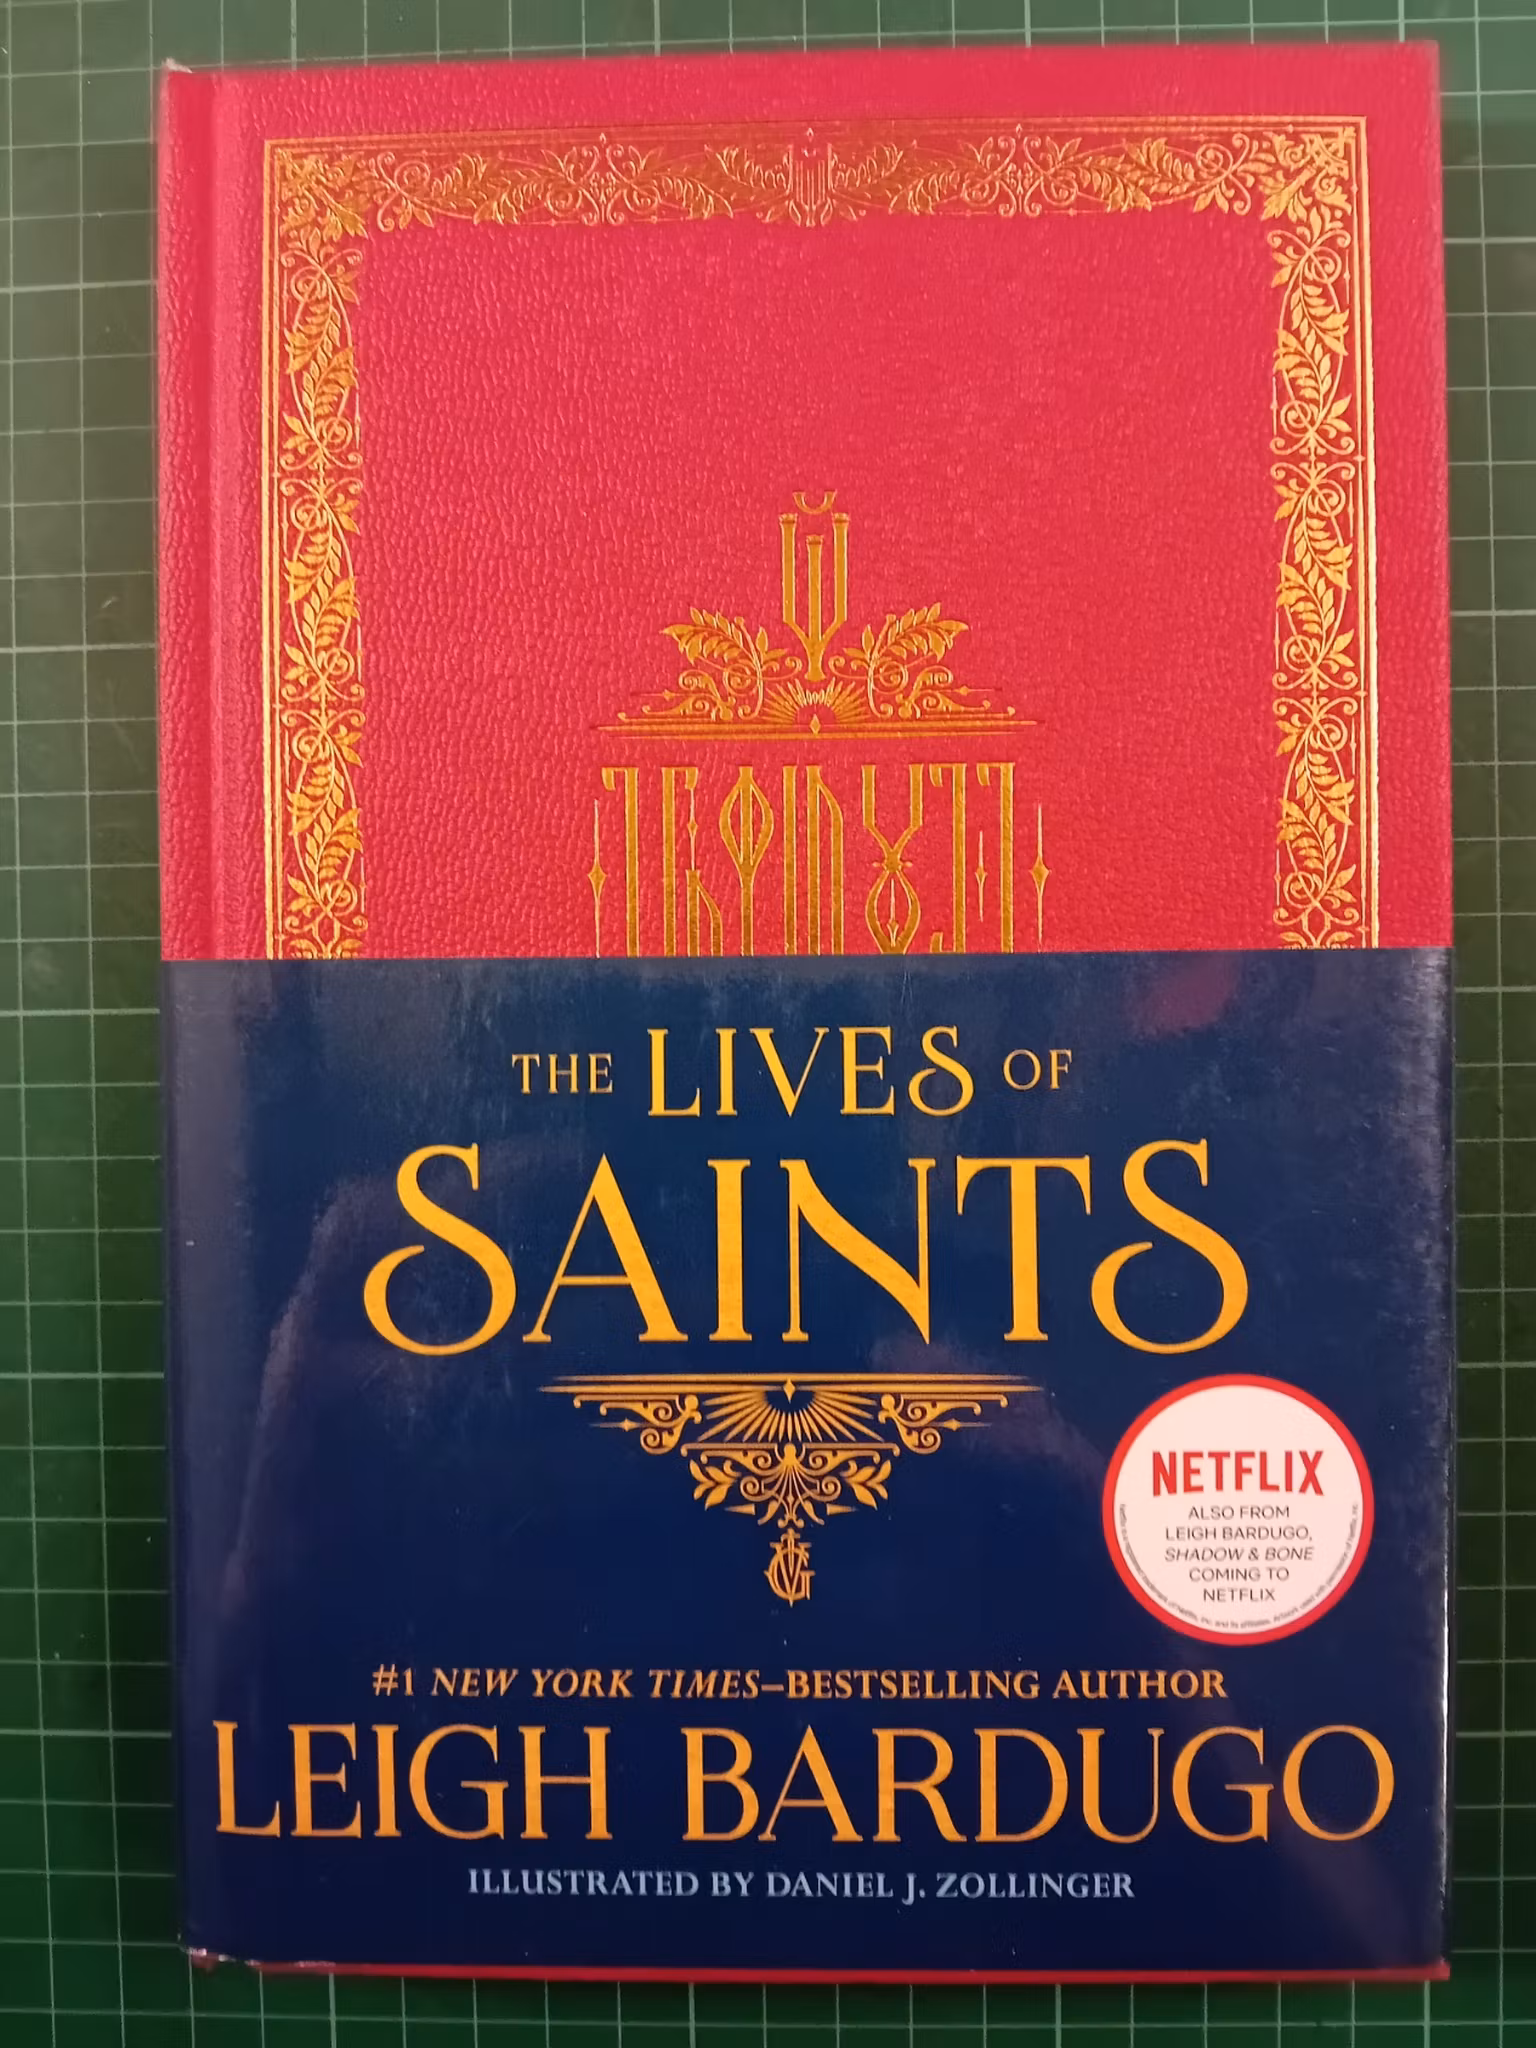 THE LIVES OF
SAINTS
NETFLIX
ALSO FROM
LEIGH BARDUGO,
SHADOW & BONE
COMING TO
NETFLIX
#1 NEW YORK TIMES–BESTSELLING AUTHOR
LEIGH BARDUGO
ILLUSTRATED BY DANIEL J. ZOLLINGER